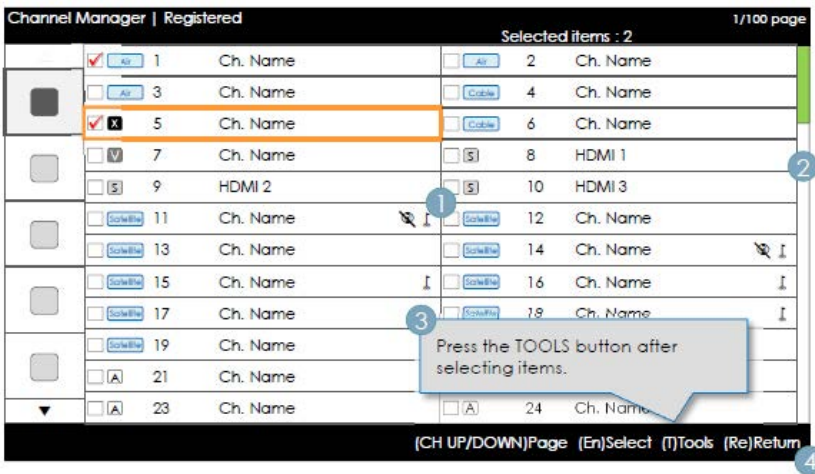 Channel Manager | Registered
1/100 page
Selected items : 2
Air 1 Ch. Name
Air 2 Ch. Name
Air 3 Ch. Name
Cable 4 Ch. Name
X 5 Ch. Name
Cable 6 Ch. Name
V 7 Ch. Name
S 8 HDMI 1
2
S 9 HDMI 2
S 10 HDMI 3
1
Satellite 11 Ch. Name
Satellite 12 Ch. Name
Satellite 13 Ch. Name
Satellite 14 Ch. Name
Satellite 15 Ch. Name
Satellite 16 Ch. Name
Satellite 17 Ch. Name
Satellite 18 Ch. Name
3
Satellite 19 Ch. Name
Press the TOOLS button after
selecting items.
A 21 Ch. Name
A 23 Ch. Name
A 24 Ch. Name
(CH UP/DOWN)Page (En)Select (T)Tools (Re)Return
4